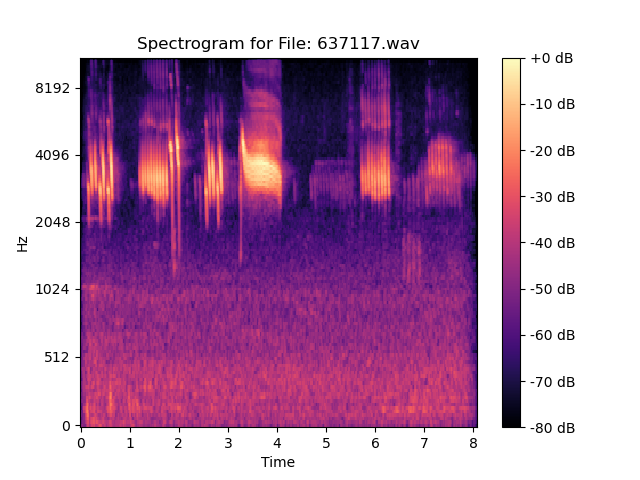 Spectrogram for File: 637117.wav
8192
4096
2048
1024
512
0
Hz
0 1 2 3 4 5 6 7 8
Time
+0 dB
-10 dB
-20 dB
-30 dB
-40 dB
-50 dB
-60 dB
-70 dB
-80 dB